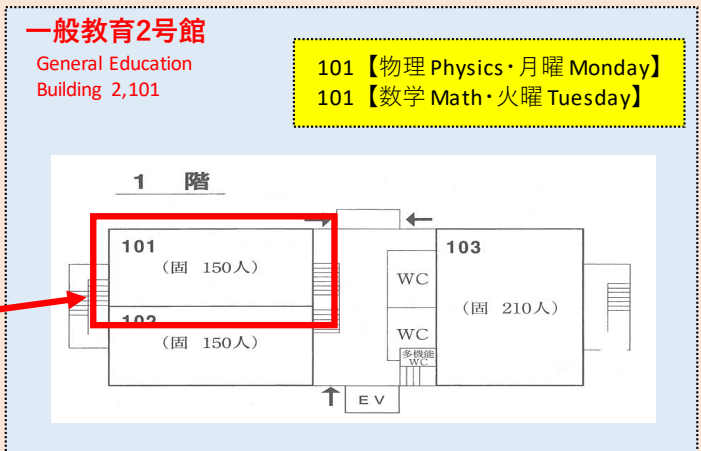 一般教育2号館
General Education
Building 2,101
101【物理 Physics・月曜 Monday】
101【数学 Math・火曜 Tuesday】
1 階
101
(固 150人)
102
(固 150人)
WC
WC
多機能
WC
103
(固 210人)
EV